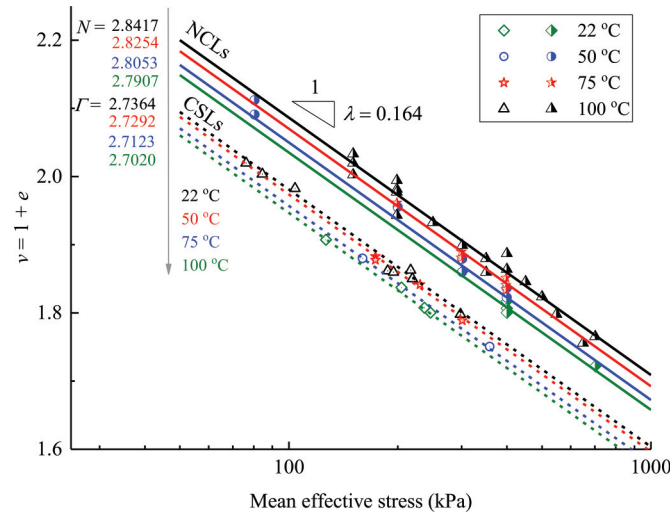 N = 2.8417
2.8254
2.8053
2.7907
Γ = 2.7364
2.7292
2.7123
2.7020
22 °C
50 °C
75 °C
100 °C
NCLs
CSLs
1
λ = 0.164
22 °C
50 °C
75 °C
100 °C
2.2
2.0
1.8
1.6
v = 1 + e
100
1000
Mean effective stress (kPa)